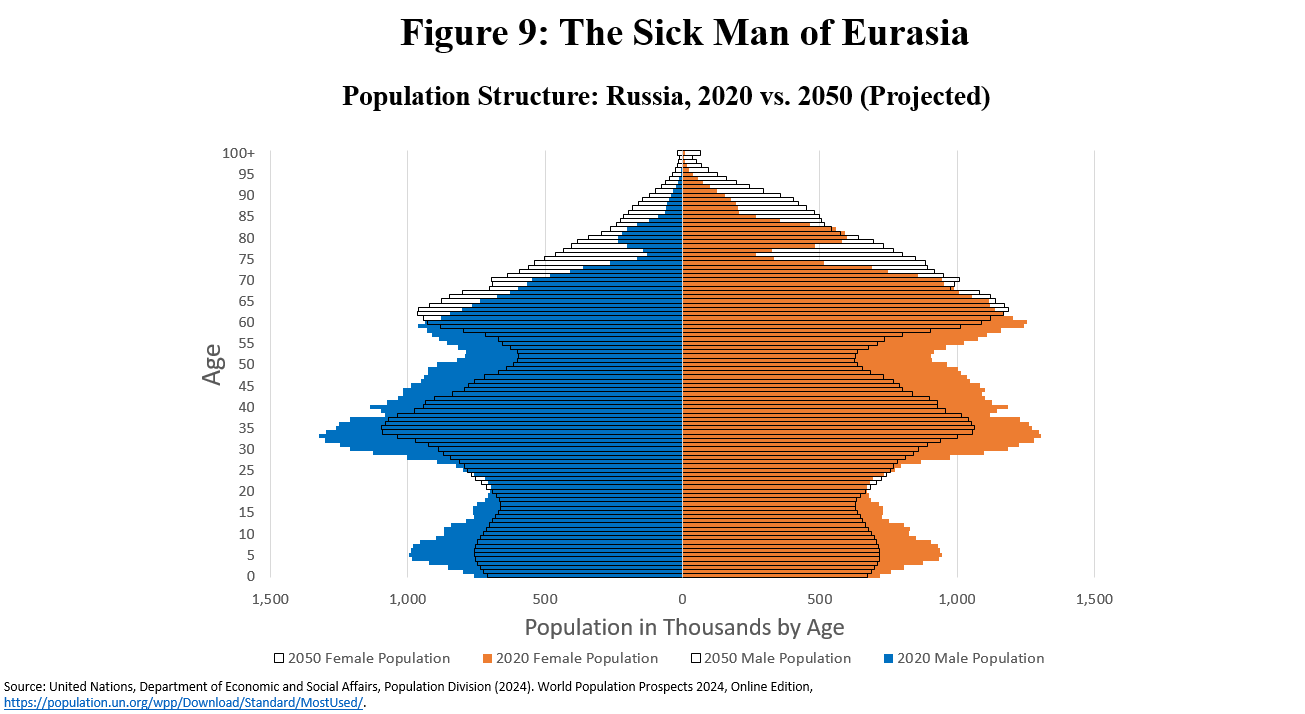 Figure 9: The Sick Man of Eurasia
Population Structure: Russia, 2020 vs. 2050 (Projected)
100+
95
90
85
80
75
70
65
60
55
50
45
40
35
30
25
20
15
10
5
0
Age
1,500 1,000 500 0 500 1,000 1,500
Population in Thousands by Age
2050 Female Population 2020 Female Population 2050 Male Population 2020 Male Population
Source: United Nations, Department of Economic and Social Affairs, Population Division (2024). World Population Prospects 2024, Online Edition,
https://population.un.org/wpp/Download/Standard/MostUsed/.